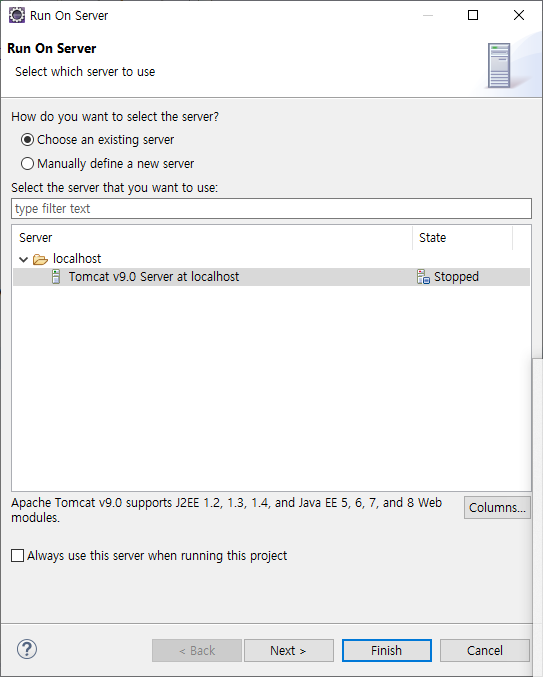 Run On Server
Run On Server
Select which server to use
How do you want to select the server?
Choose an existing server
Manually define a new server
Select the server that you want to use:
type filter text
Server State
localhost
Tomcat v9.0 Server at localhost Stopped
Apache Tomcat v9.0 supports J2EE 1.2, 1.3, 1.4, and Java EE 5, 6, 7, and 8 Web
modules.
Columns...
Always use this server when running this project
?
< Back Next > Finish Cancel